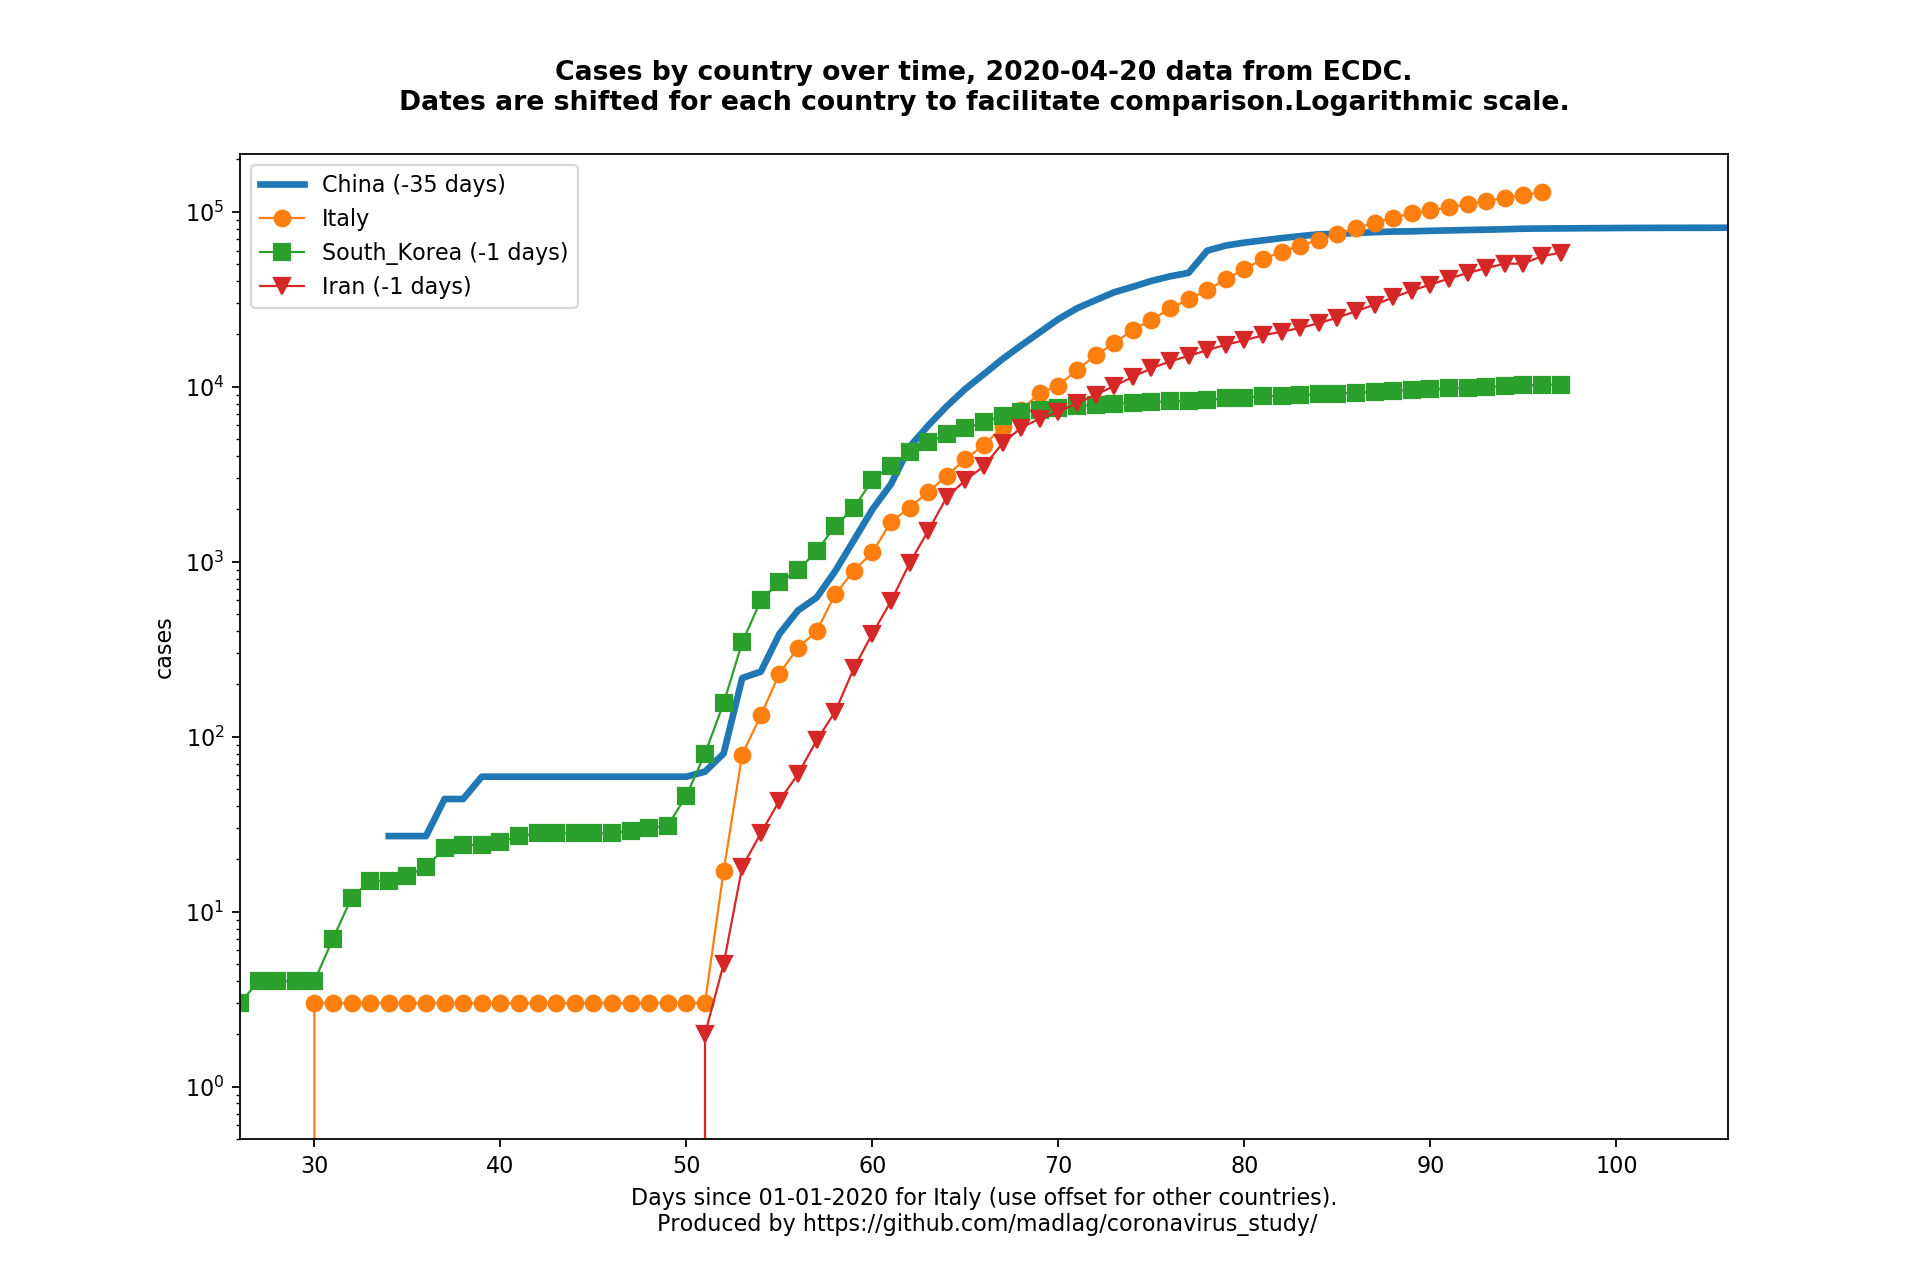 Cases by country over time, 2020-04-20 data from ECDC.
Dates are shifted for each country to facilitate comparison.Logarithmic scale.
China (-35 days)
Italy
South_Korea (-1 days)
Iran (-1 days)
10⁵
10⁴
10³
10²
10¹
10⁰
cases
30 40 50 60 70 80 90 100
Days since 01-01-2020 for Italy (use offset for other countries).
Produced by https://github.com/madlag/coronavirus_study/